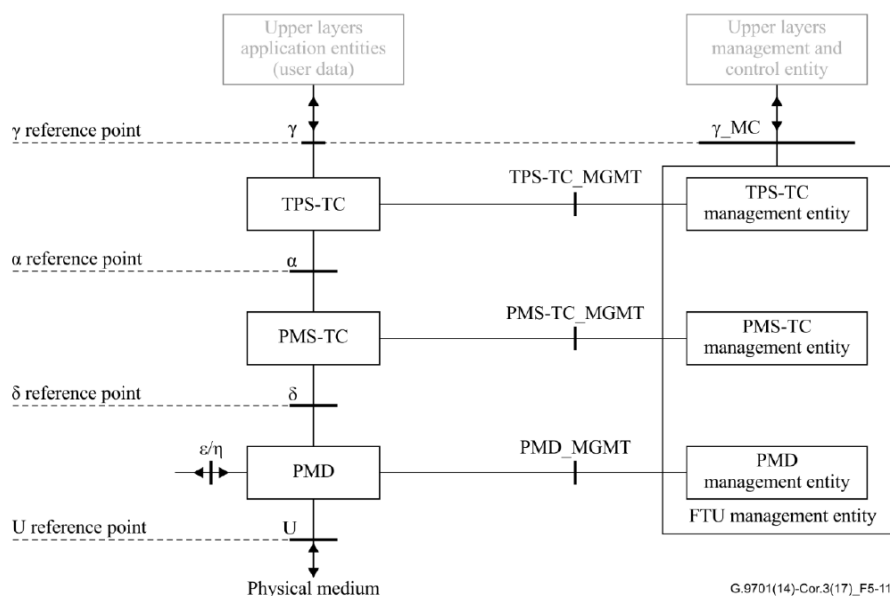 Upper layers
application entities
(user data)
Upper layers
management and
control entity
γ reference point
γ
γ_MC
TPS-TC_MGMT
TPS-TC
TPS-TC
management entity
α reference point
α
PMS-TC_MGMT
PMS-TC
PMS-TC
management entity
δ reference point
δ
ε/η
PMD_MGMT
PMD
PMD
management entity
FTU management entity
U reference point
U
Physical medium
G.9701(14)-Cor.3(17)_F5-11